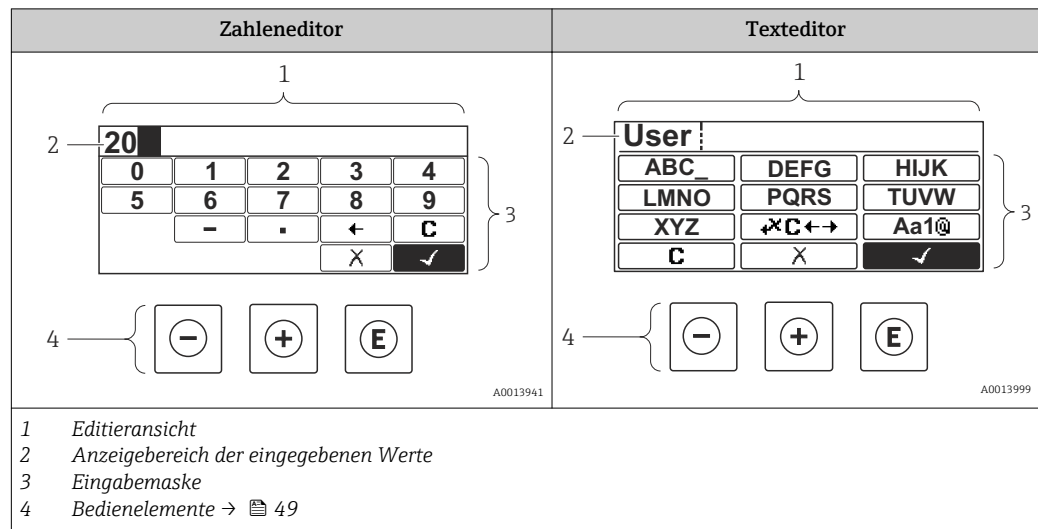 Zahleneditor
Texteditor
1
2
20
0 1 2 3 4
5 6 7 8 9
− . ← C
X ✓
3
4
− + E
A0013941
1
2
User
ABC_ DEFG HIJK
LMNO PQRS TUVW
XYZ ↶×C←→ Aa1@
C X ✓
3
4
− + E
A0013999
1 Editieransicht
2 Anzeigebereich der eingegebenen Werte
3 Eingabemaske
4 Bedienelemente → 49